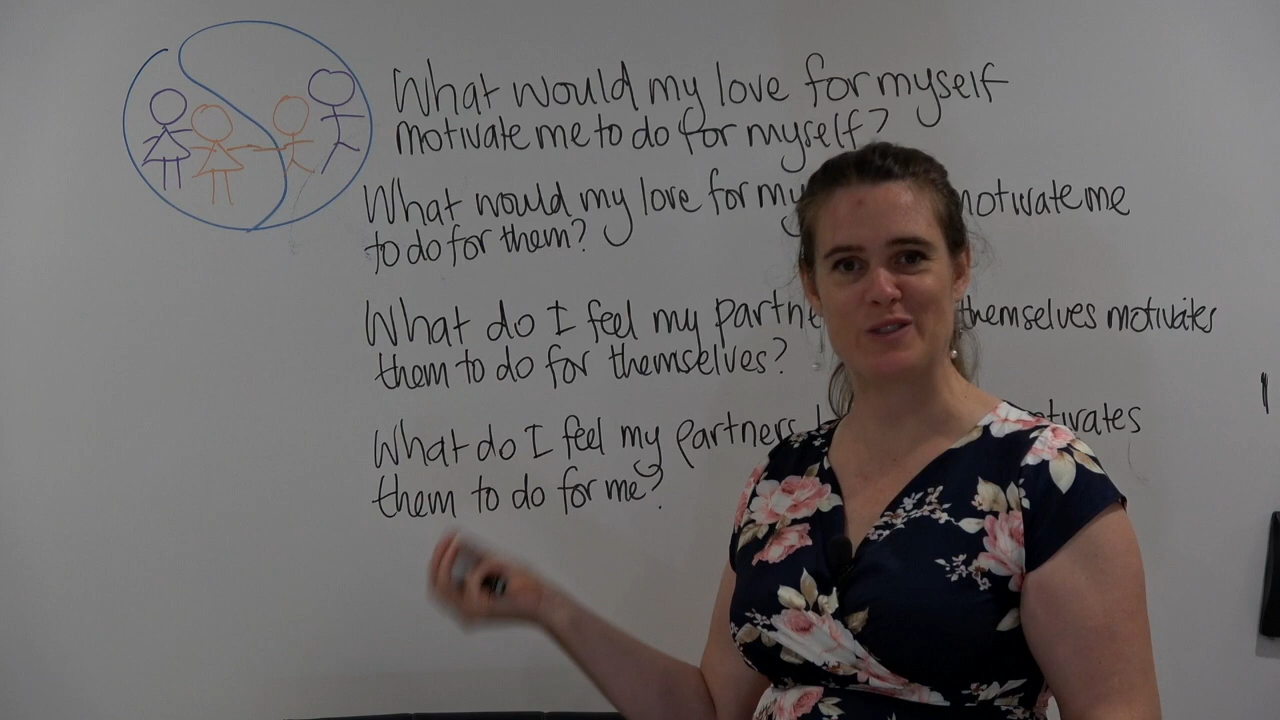 What would my love for myself
motivate me to do for myself?
What would my love for my motivate me
to do for them?
What do I feel my themselves motivates
them to do for themselves?
What do I feel my partners
them to do for me?